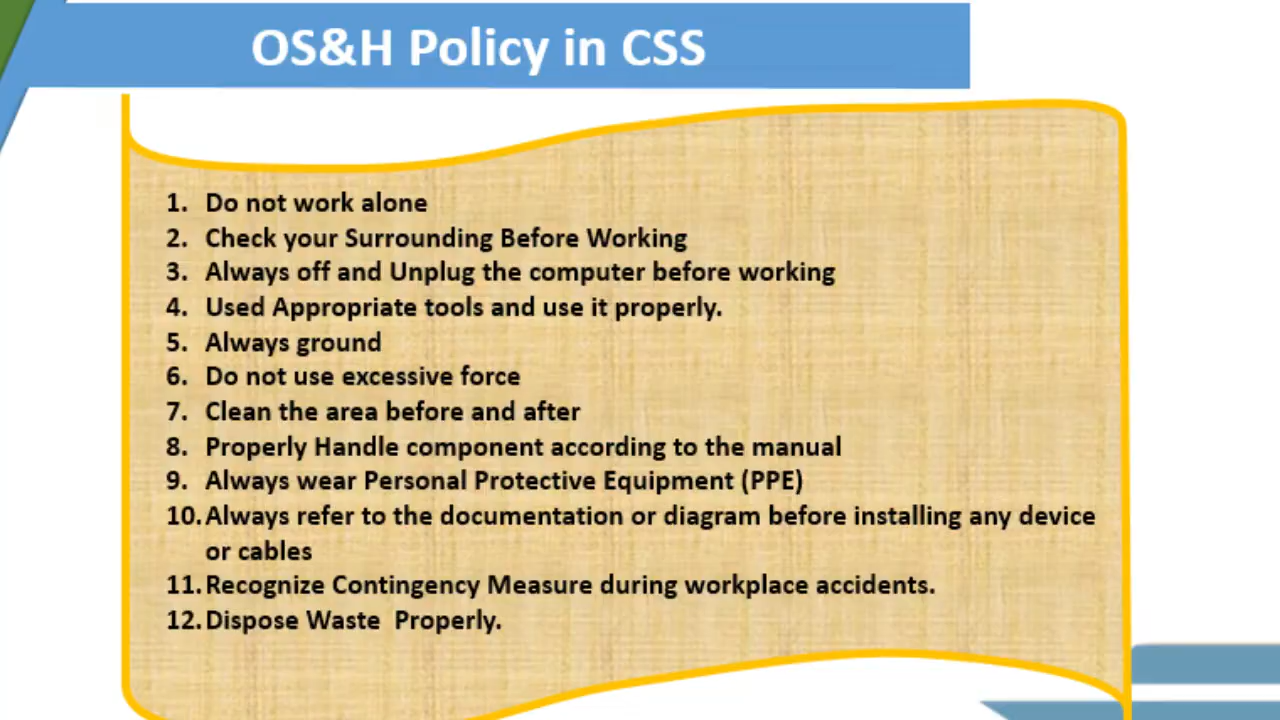 OS&H Policy in CSS
1. Do not work alone
2. Check your Surrounding Before Working
3. Always off and Unplug the computer before working
4. Used Appropriate tools and use it properly.
5. Always ground
6. Do not use excessive force
7. Clean the area before and after
8. Properly Handle component according to the manual
9. Always wear Personal Protective Equipment (PPE)
10. Always refer to the documentation or diagram before installing any device
or cables
11. Recognize Contingency Measure during workplace accidents.
12. Dispose Waste  Properly.